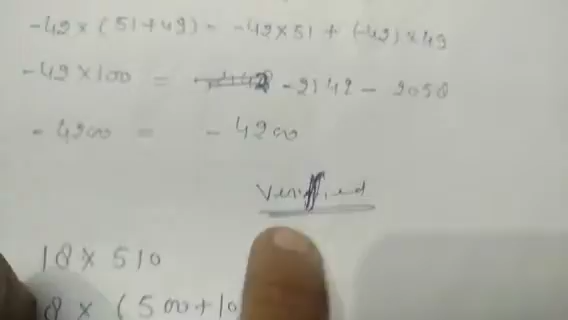 -42 × (51+49) = -42×51 + (-42)×49
-42×100 = -2142 - 2058
-4200 = -4200
Verified
18 × 510
8 × (500+10